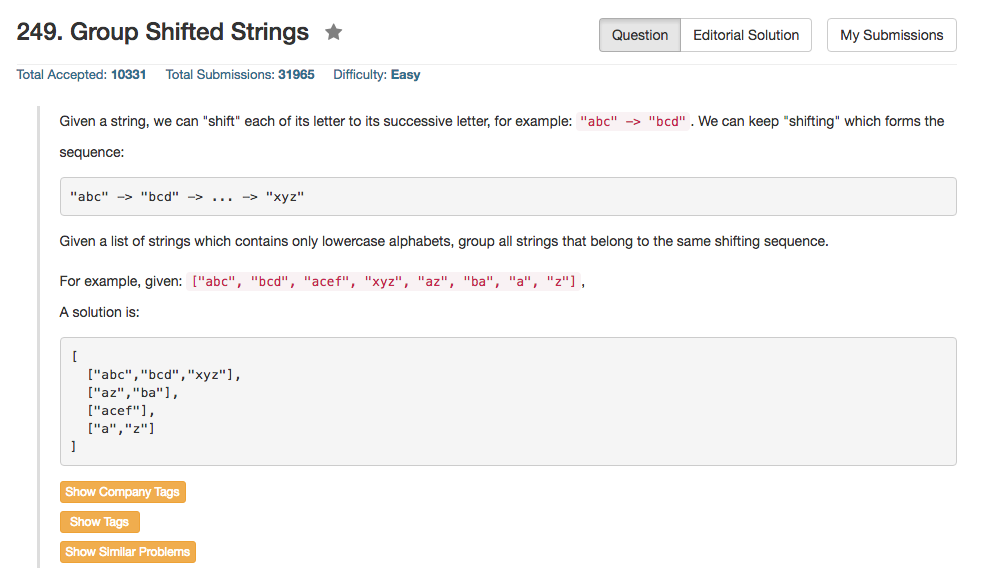 249. Group Shifted Strings ★
Question Editorial Solution My Submissions
Total Accepted: 10331 Total Submissions: 31965 Difficulty: Easy
Given a string, we can "shift" each of its letter to its successive letter, for example: "abc" -> "bcd" . We can keep "shifting" which forms the
sequence:
"abc" -> "bcd" -> ... -> "xyz"
Given a list of strings which contains only lowercase alphabets, group all strings that belong to the same shifting sequence.
For example, given: ["abc", "bcd", "acef", "xyz", "az", "ba", "a", "z"] ,
A solution is:
[
["abc","bcd","xyz"],
["az","ba"],
["acef"],
["a","z"]
]
Show Company Tags
Show Tags
Show Similar Problems